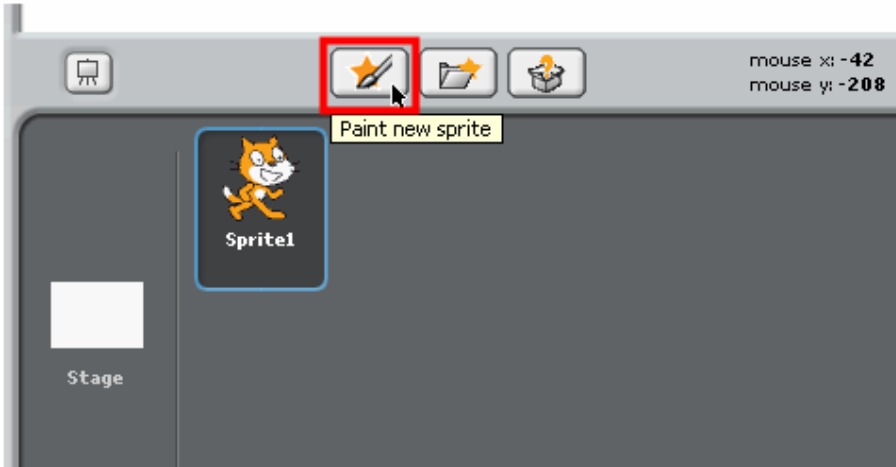 mouse x: -42
mouse y: -208
Paint new sprite
Sprite1
Stage